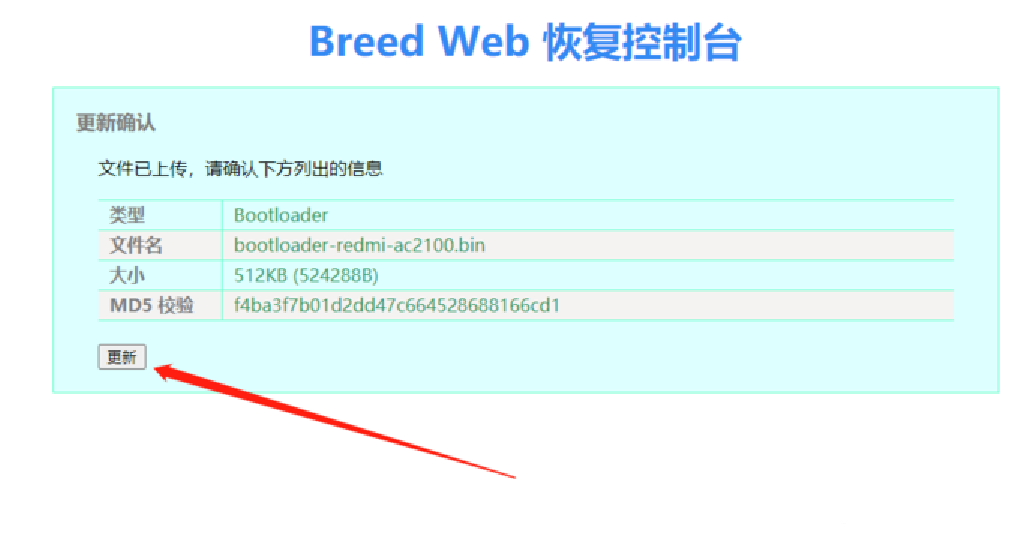 Breed Web 恢复控制台
更新确认
文件已上传，请确认下方列出的信息
类型 Bootloader
文件名 bootloader-redmi-ac2100.bin
大小 512KB (524288B)
MD5 校验 f4ba3f7b01d2dd47c664528688166cd1
更新